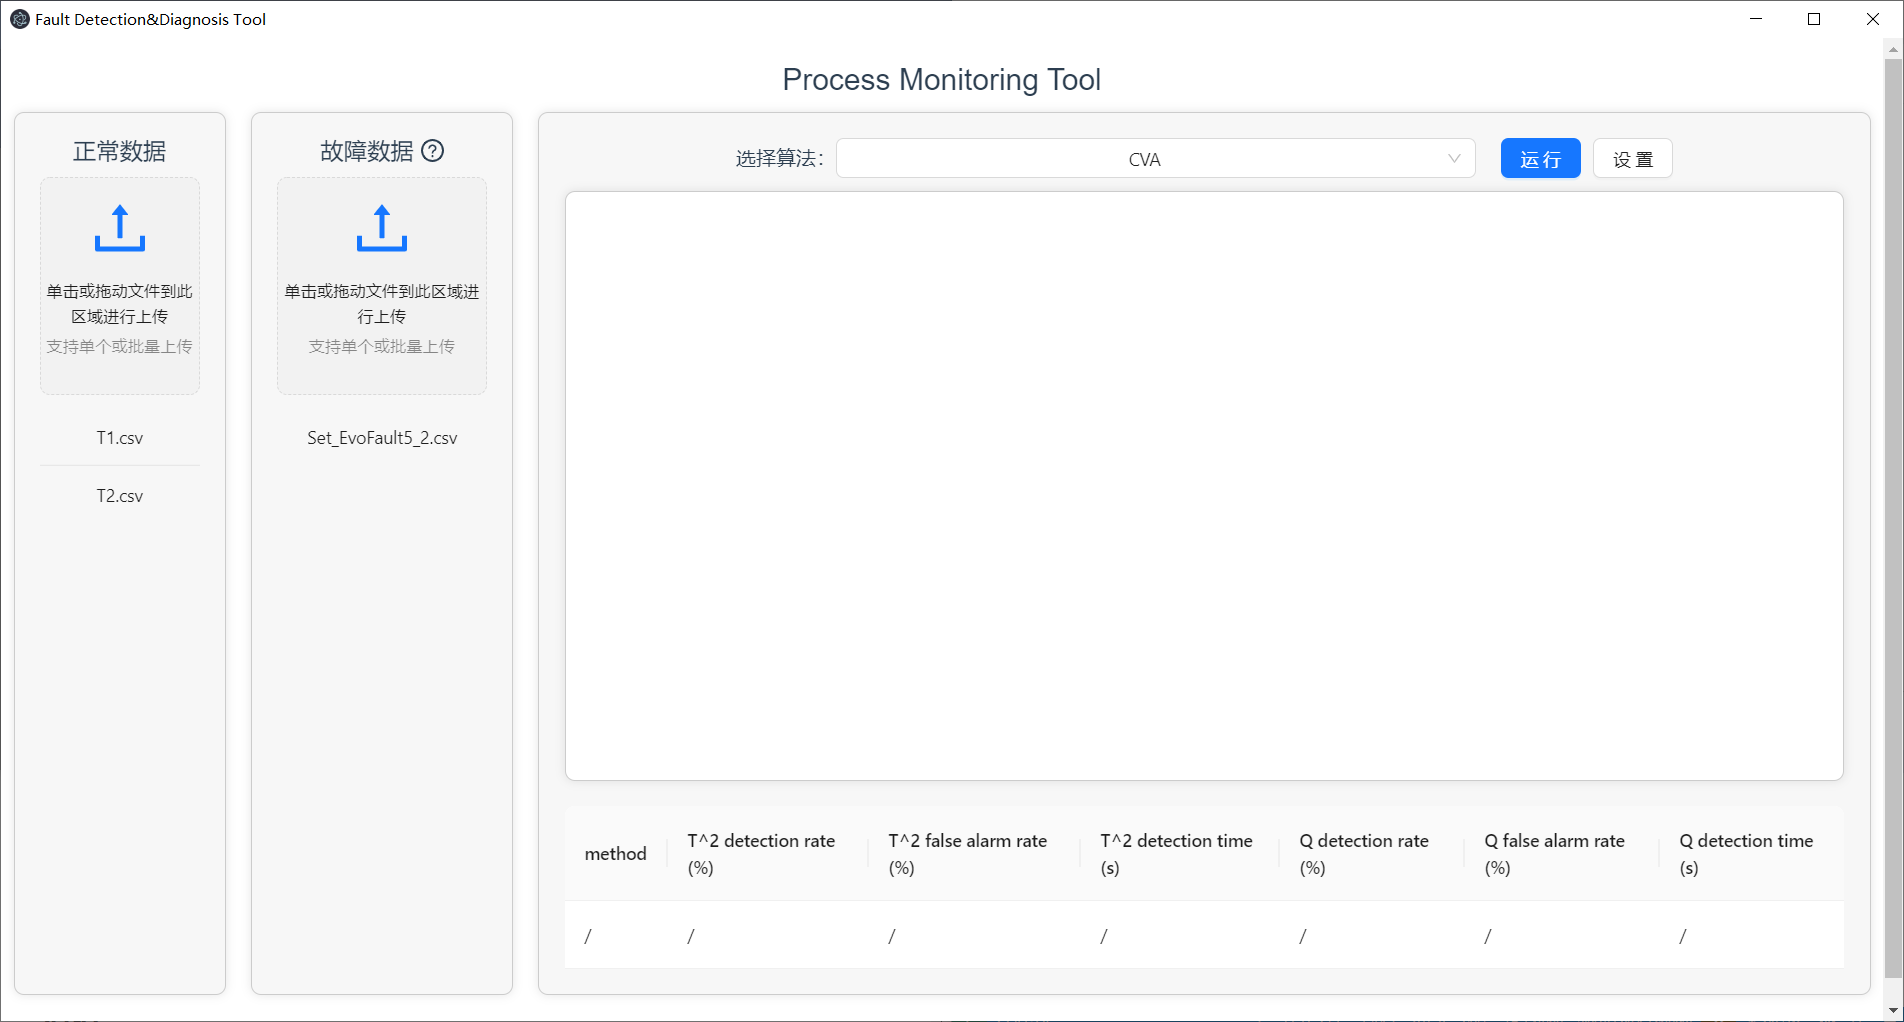 Fault Detection&Diagnosis Tool
Process Monitoring Tool
正常数据
单击或拖动文件到此
区域进行上传
支持单个或批量上传
T1.csv
T2.csv
故障数据
单击或拖动文件到此区域进
行上传
支持单个或批量上传
Set_EvoFault5_2.csv
选择算法： CVA 运行 设置
method
T^2 detection rate
(%)
T^2 false alarm rate
(%)
T^2 detection time
(s)
Q detection rate
(%)
Q false alarm rate
(%)
Q detection time
(s)
/ / / / / / /